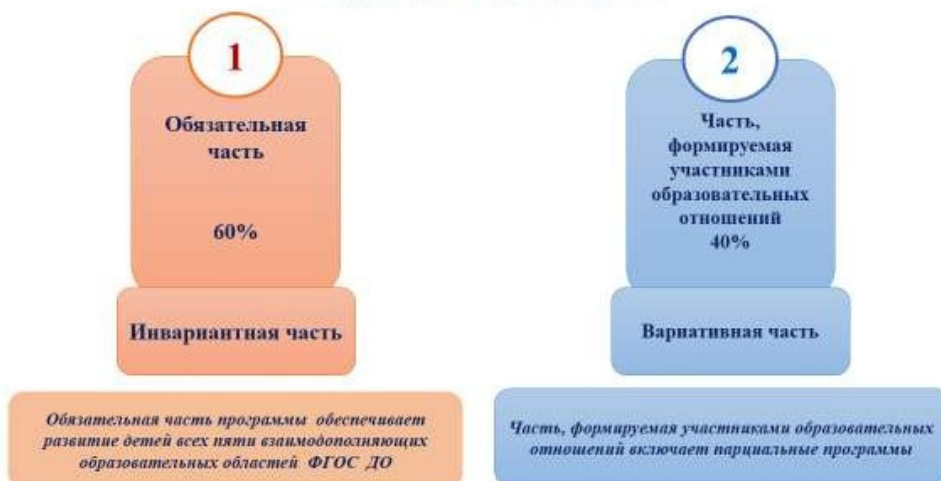 1
Обязательная
часть
60%
Инвариантная часть
Обязательная часть программы обеспечивает
развитие детей всех пяти взаимодополняющих
образовательных областей ФГОС ДО
2
Часть,
формируемая
участниками
образовательных
отношений
40%
Вариативная часть
Часть, формируемая участниками образовательных
отношений включает парциальные программы